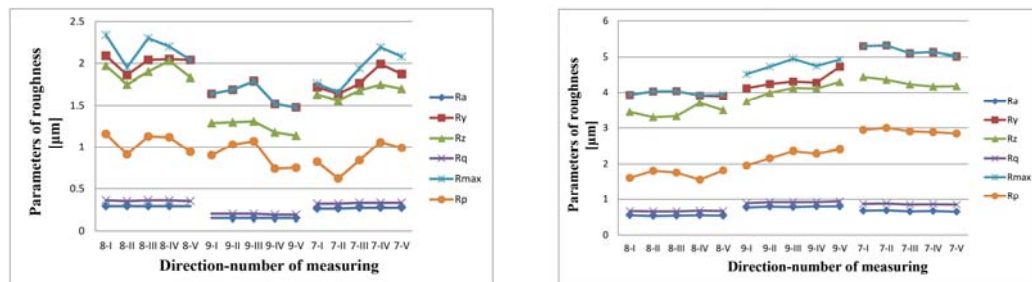 2.5
2
1.5
1
0.5
0
Parameters of roughness
[µm]
8-I 8-II 8-III 8-IV 8-V 9-I 9-II 9-III 9-IV 9-V 7-I 7-II 7-III 7-IV 7-V
Direction-number of measuring
Ra
Ry
Rz
Rq
Rmax
Rp
6
5
4
3
2
1
0
Parameters of roughness
[µm]
8-I 8-II 8-III 8-IV 8-V 9-I 9-II 9-III 9-IV 9-V 7-I 7-II 7-III 7-IV 7-V
Direction-number of measuring
Ra
Ry
Rz
Rq
Rmax
Rp